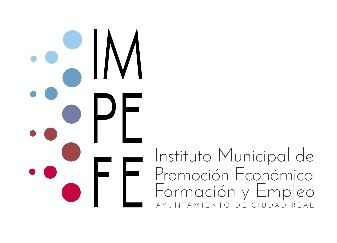 IM
PE
FE
Instituto Municipal de
Promoción Económica
Formación y Empleo
AYUNTAMIENTO DE CIUDAD REAL